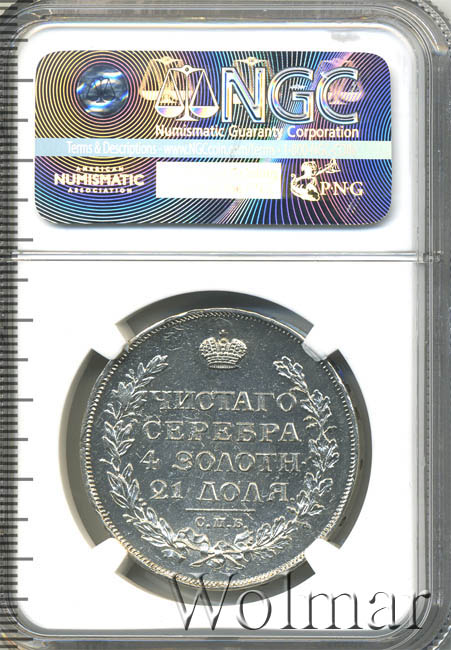 NGC
Numismatic Guaranty Corporation
Terms & Descriptions - www.NGCcoin.com/terms
AMERICAN
NUMISMATIC
ASSOCIATION
PNG
ЧИСТАГО
СЕРЕБРА
4 ЗОЛОТН.
21 ДОЛЯ.
С.П.Б.
Wolmar